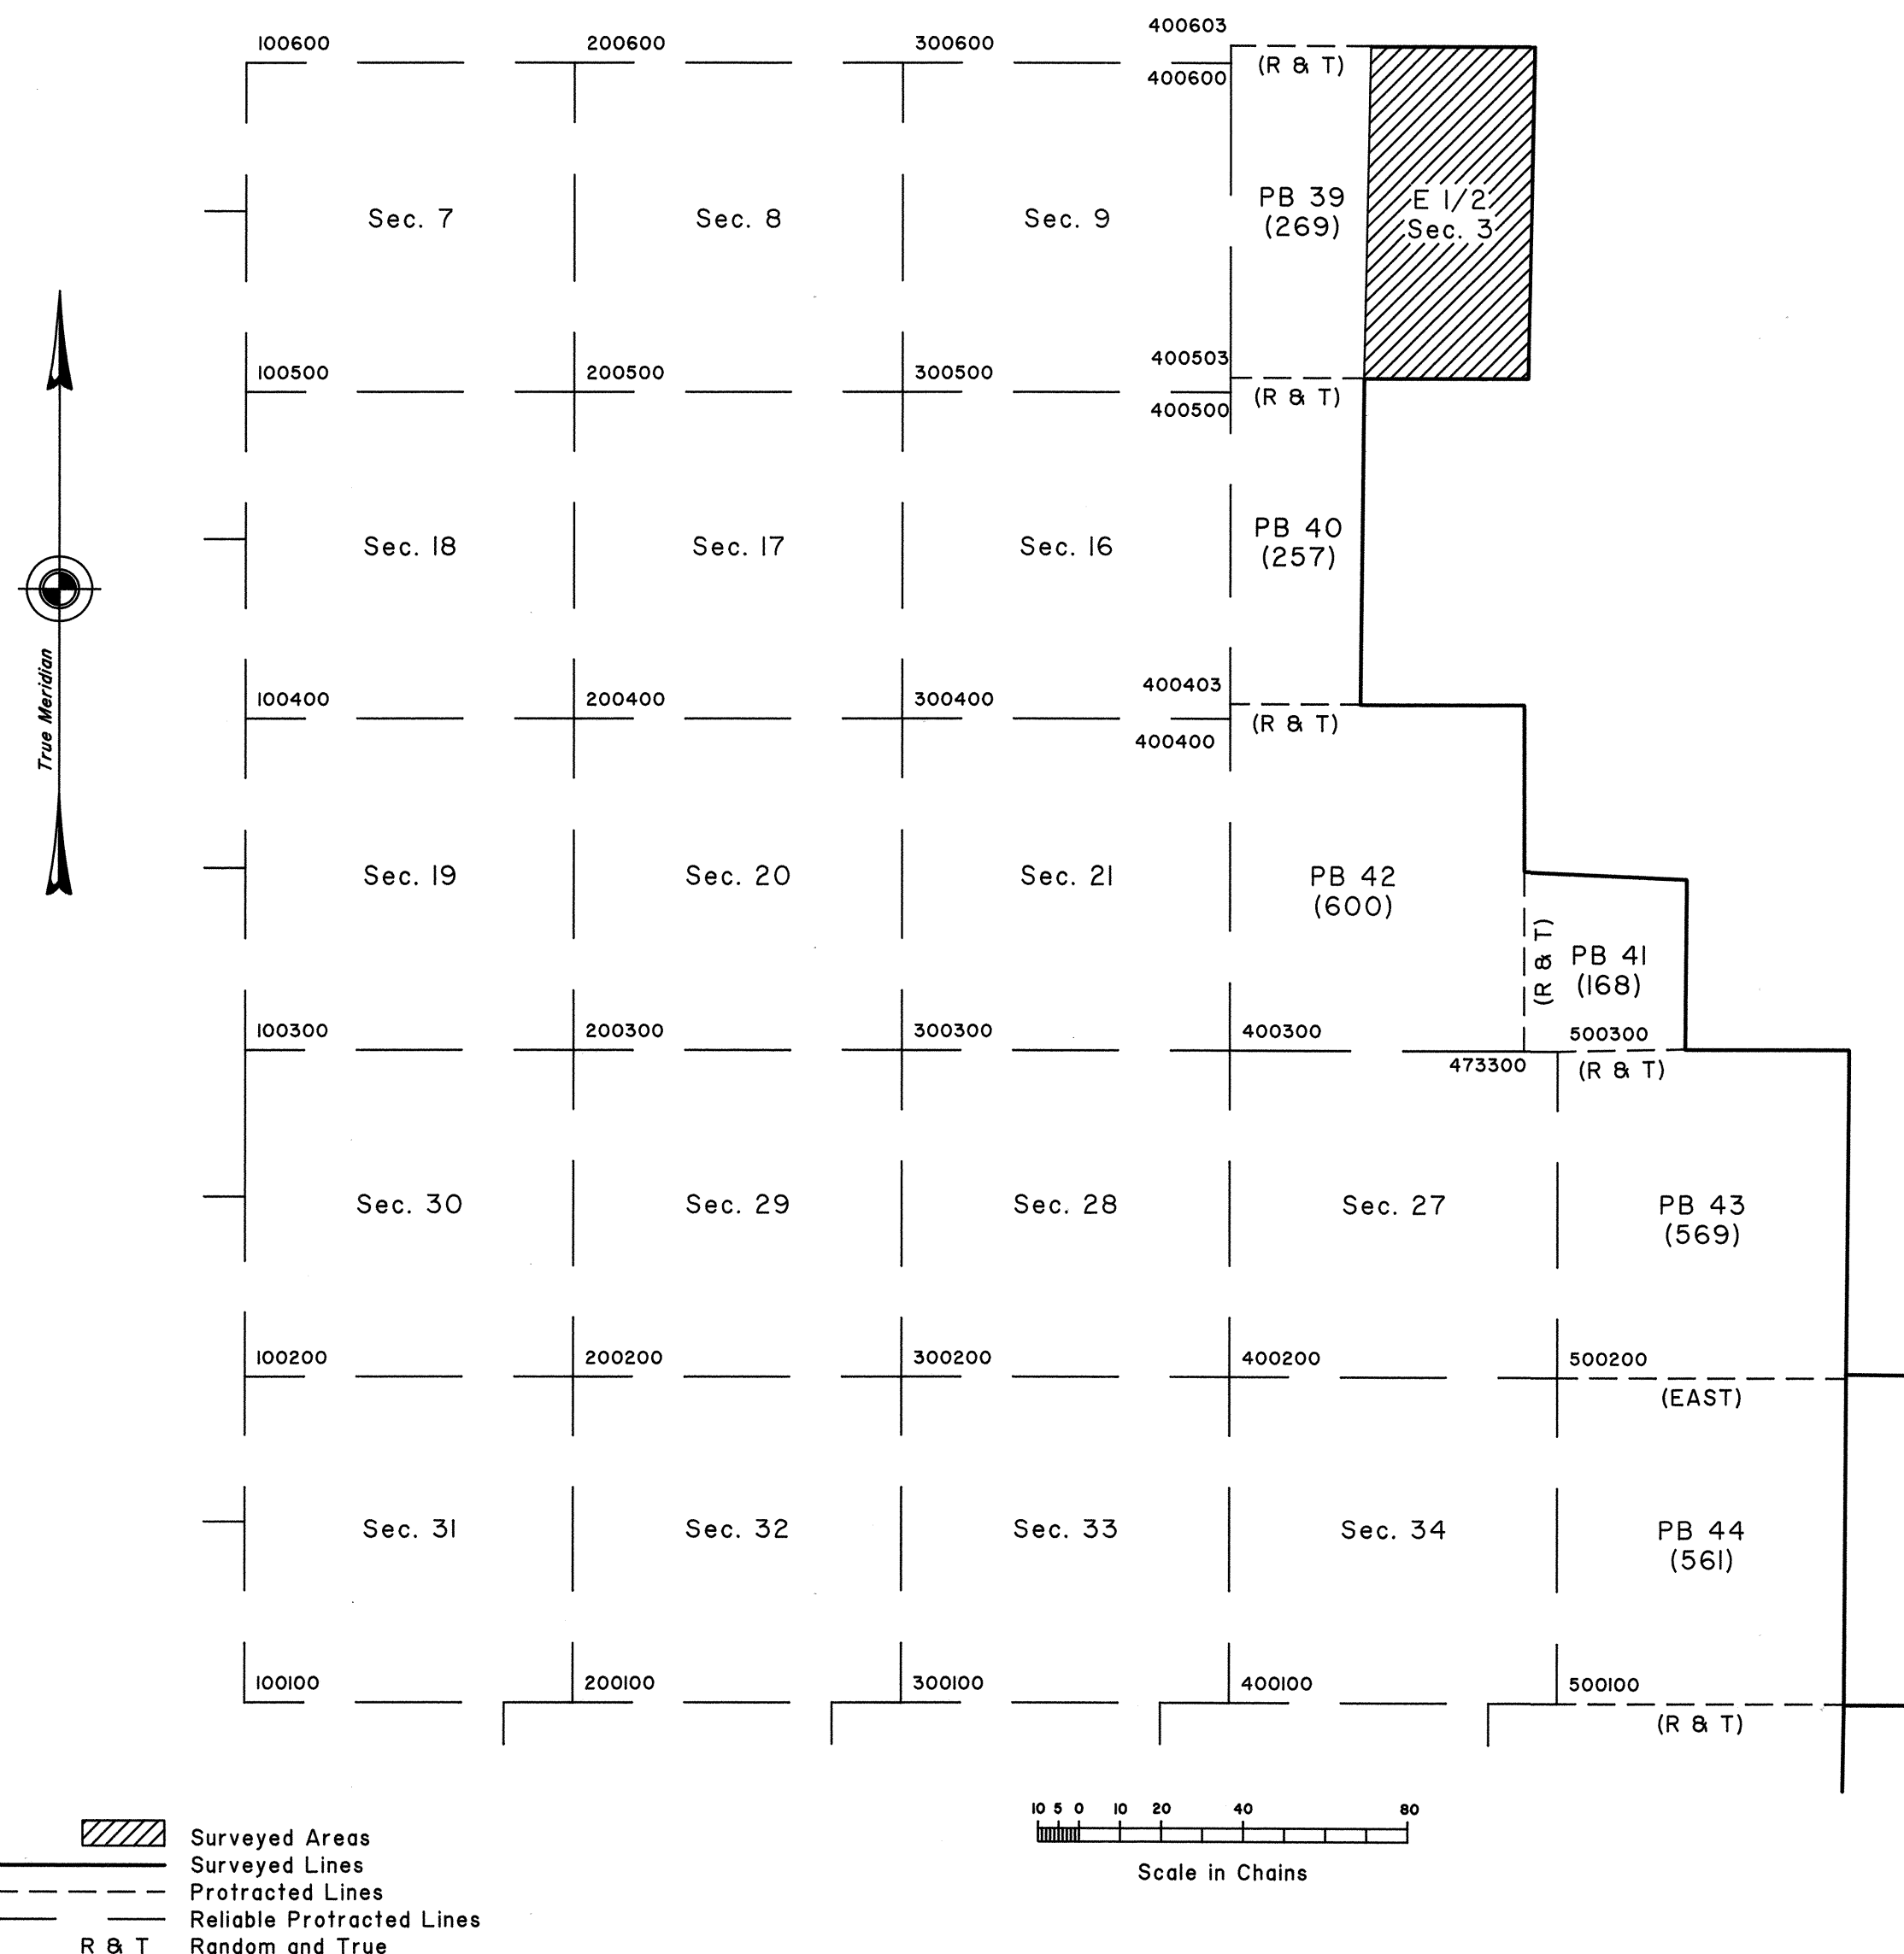 400603
100600
200600
300600
(R & T)
400600
Sec. 7
Sec. 8
Sec. 9
PB 39
(269)
E 1/2
Sec. 3
400503
100500
200500
300500
(R & T)
400500
Sec. 18
Sec. 17
Sec. 16
PB 40
(257)
400403
100400
200400
300400
(R & T)
400400
True Meridian
Sec. 19
Sec. 20
Sec. 21
PB 42
(600)
(R & T)
PB 41
(168)
100300
200300
300300
400300
500300
473300
(R & T)
Sec. 30
Sec. 29
Sec. 28
Sec. 27
PB 43
(569)
100200
200200
300200
400200
500200
(EAST)
Sec. 31
Sec. 32
Sec. 33
Sec. 34
PB 44
(561)
100100
200100
300100
400100
500100
(R & T)
10 5 0 10 20 40 80
Scale in Chains
Surveyed Areas
Surveyed Lines
Protracted Lines
Reliable Protracted Lines
R & T Random and True